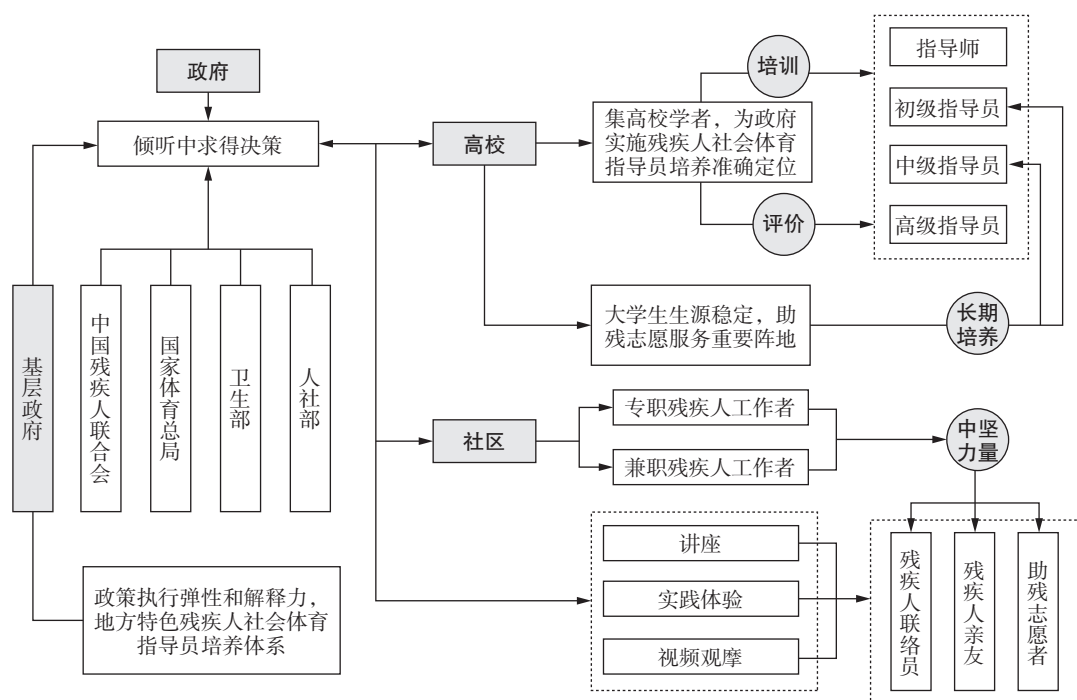 政府
倾听中求得决策
基层政府
中国残疾人联合会
国家体育总局
卫生部
人社部
政策执行弹性和解释力，
地方特色残疾人社会体育
指导员培养体系
高校
集高校学者，为政府
实施残疾人社会体育
指导员培养准确定位
培训
评价
指导师
初级指导员
中级指导员
高级指导员
大学生生源稳定，助
残志愿服务重要阵地
长期
培养
社区
专职残疾人工作者
兼职残疾人工作者
中坚
力量
讲座
实践体验
视频观摩
残疾人联络员
残疾人亲友
助残志愿者